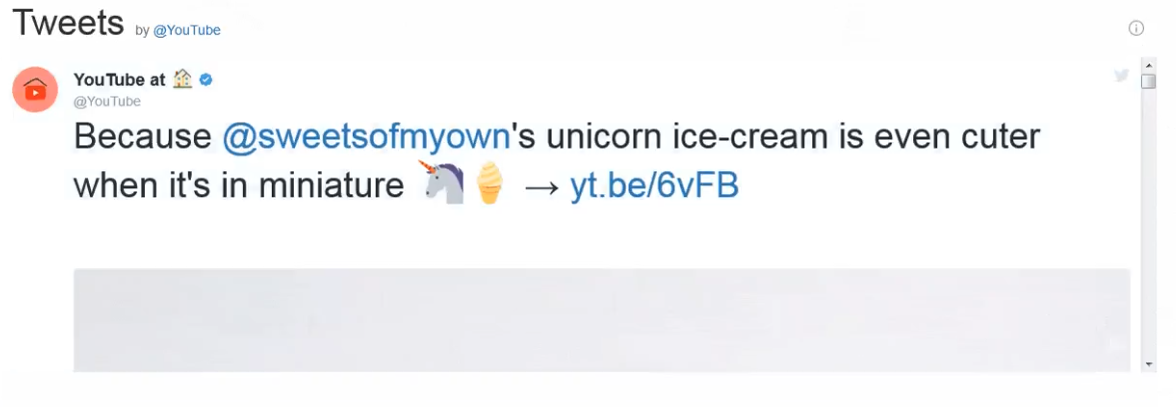 Tweets by @YouTube
YouTube at 🏠
@YouTube
Because @sweetsofmyown's unicorn ice-cream is even cuter
when it's in miniature 🦄🍦 → yt.be/6vFB